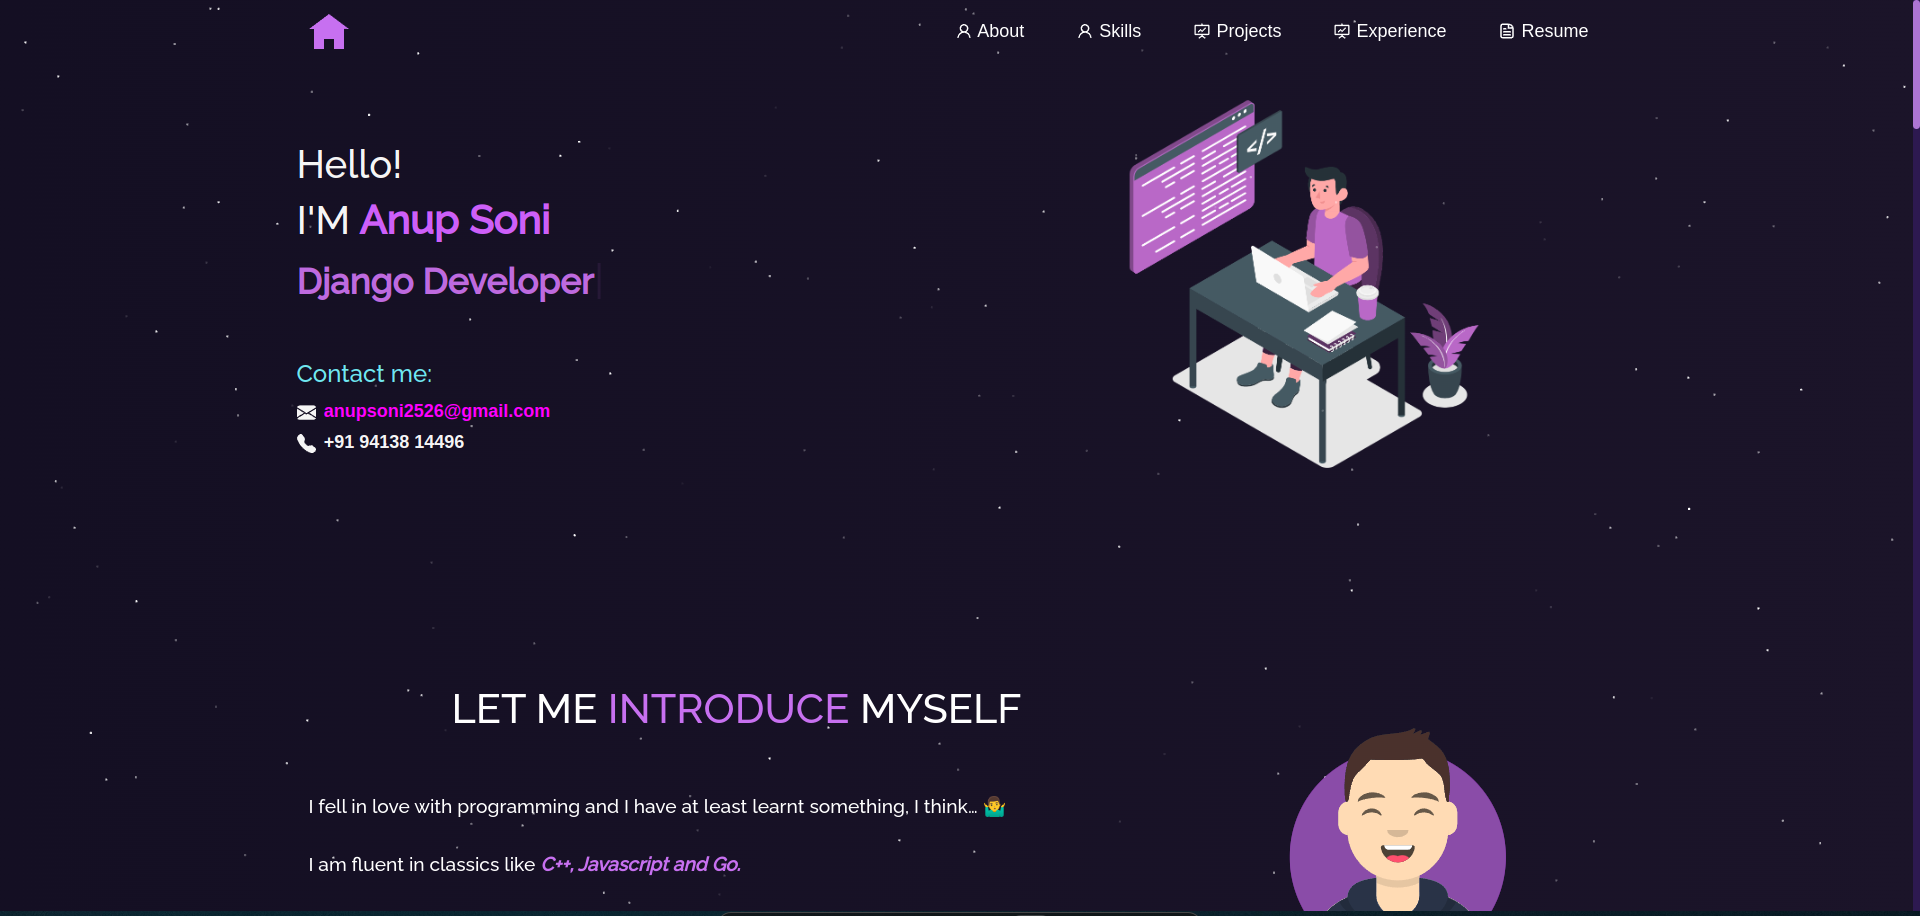 About
Skills
Projects
Experience
Resume
</>
Hello!
I'M Anup Soni
Django Developer
Contact me:
anupsoni2526@gmail.com
+91 94138 14496
LET ME INTRODUCE MYSELF
I fell in love with programming and I have at least learnt something, I think… 🤷‍♂️
I am fluent in classics like C++, Javascript and Go.